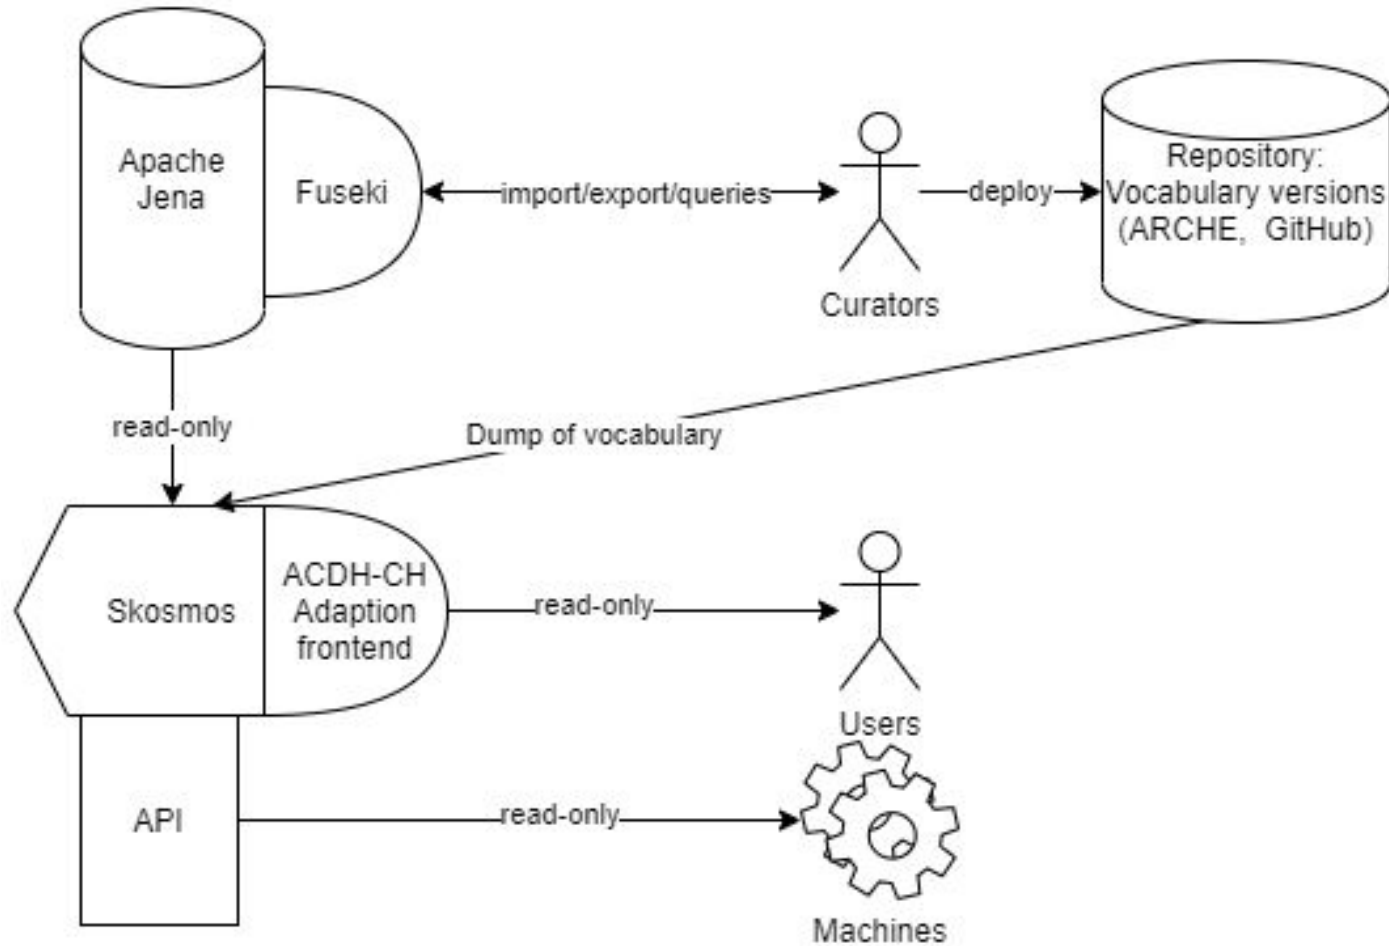 Apache
Jena
Fuseki
import/export/queries
deploy
Repository:
Vocabulary versions
(ARCHE, GitHub)
Curators
read-only
Dump of vocabulary
Skosmos
ACDH-CH
Adaption
frontend
read-only
Users
API
read-only
Machines